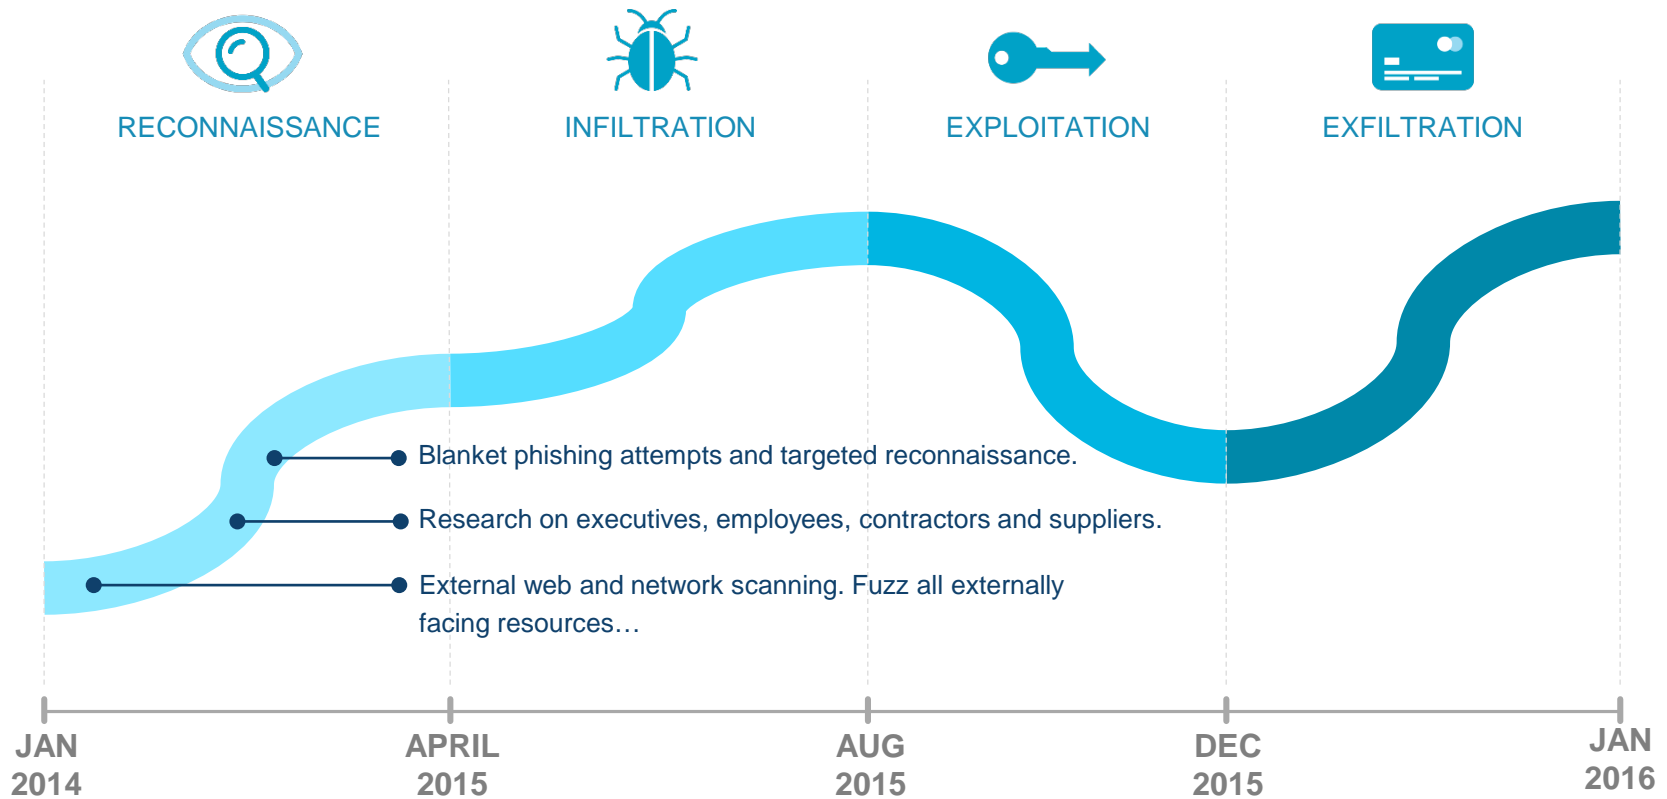 RECONNAISSANCE
INFILTRATION
EXPLOITATION
EXFILTRATION
Blanket phishing attempts and targeted reconnaissance.
Research on executives, employees, contractors and suppliers.
External web and network scanning. Fuzz all externally
facing resources…
JAN
2014
APRIL
2015
AUG
2015
DEC
2015
JAN
2016